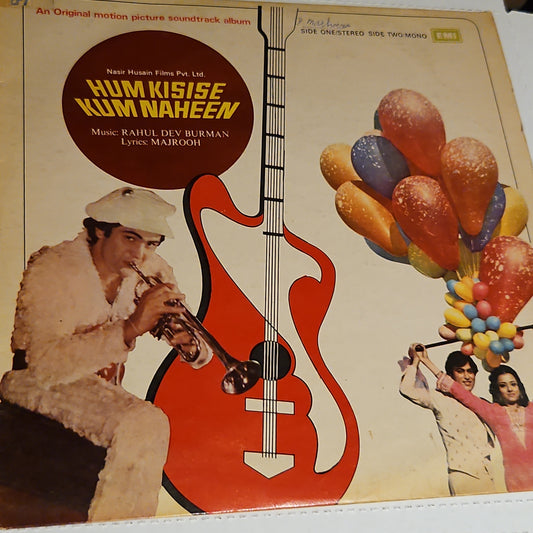 An Original motion picture soundtrack album
SIDE ONE/STEREO SIDE TWO/MONO
EMI
Nasir Husain Films Pvt. Ltd.
HUM KISISE
KUM NAHEEN
Music: RAHUL DEV BURMAN
Lyrics: MAJROOH